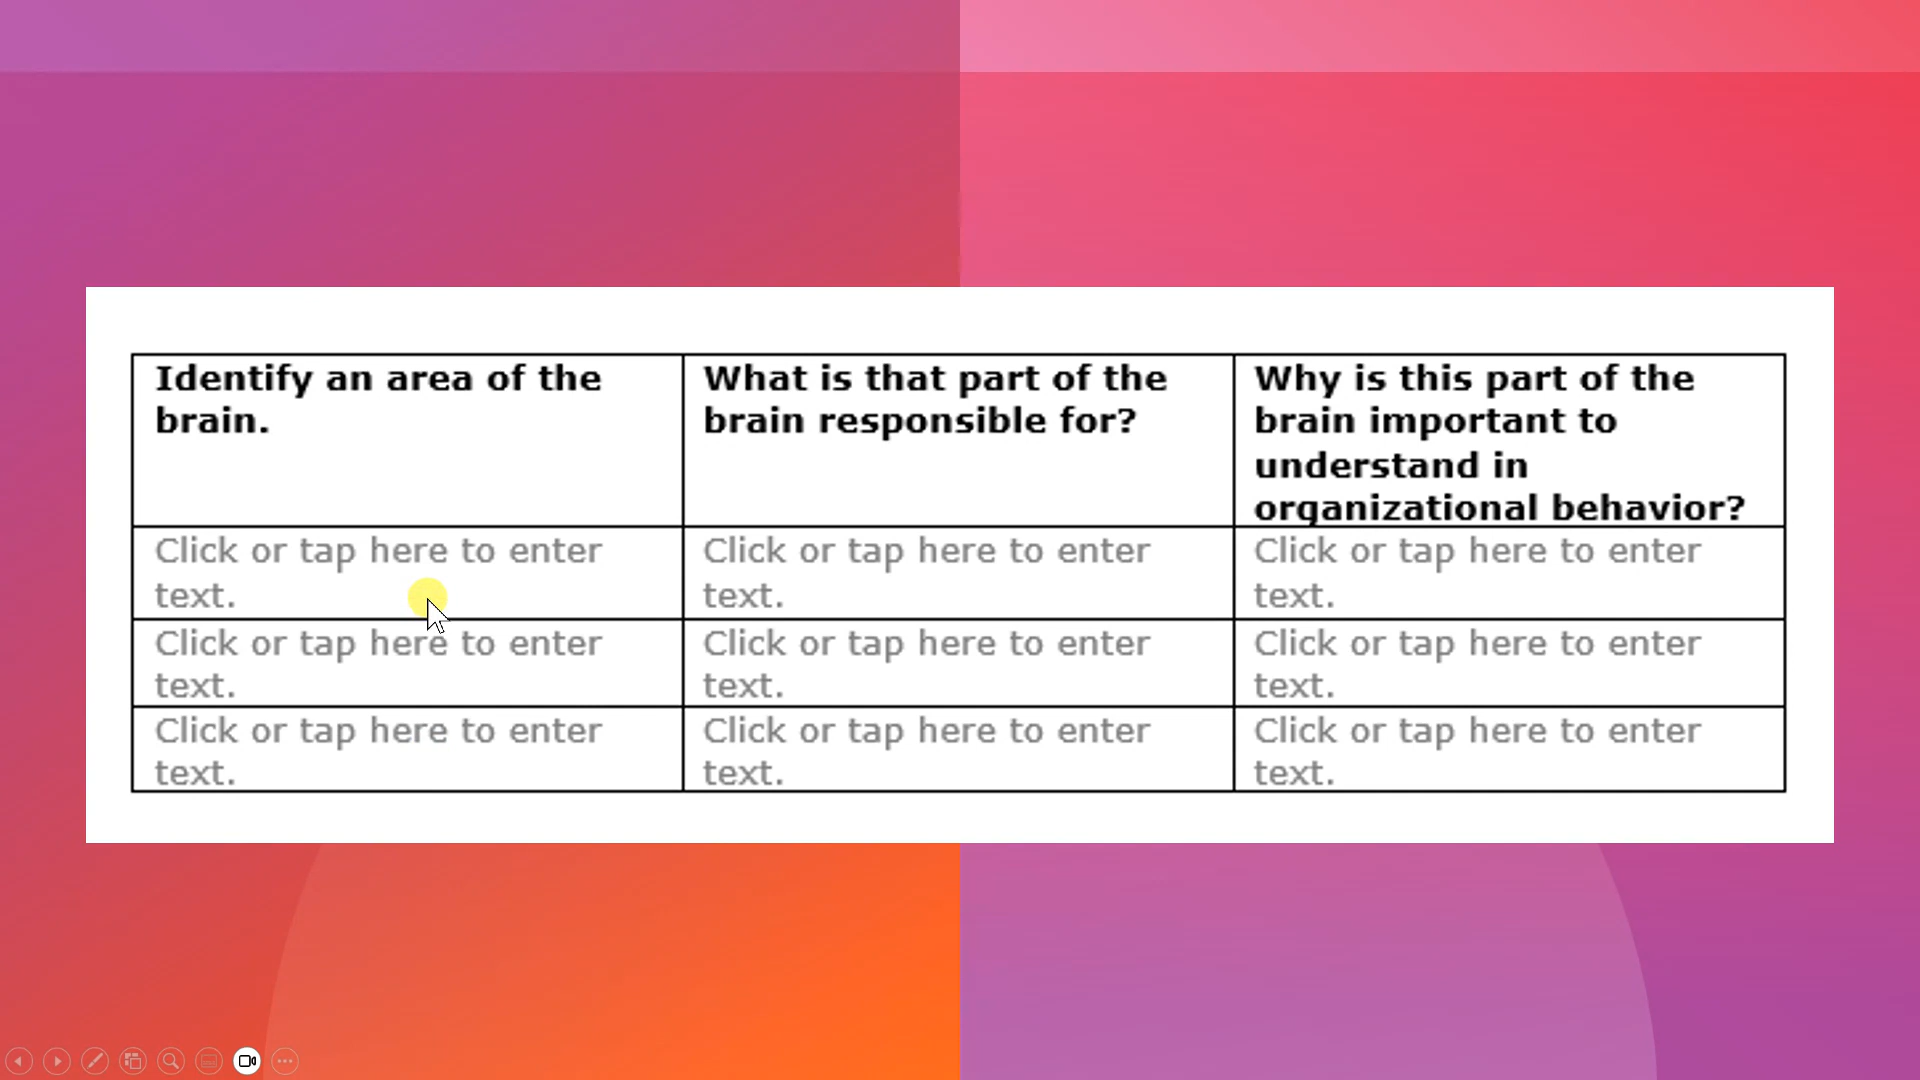 Identify an area of the
brain.
What is that part of the
brain responsible for?
Why is this part of the
brain important to
understand in
organizational behavior?
Click or tap here to enter
text.
Click or tap here to enter
text.
Click or tap here to enter
text.
Click or tap here to enter
text.
Click or tap here to enter
text.
Click or tap here to enter
text.
Click or tap here to enter
text.
Click or tap here to enter
text.
Click or tap here to enter
text.